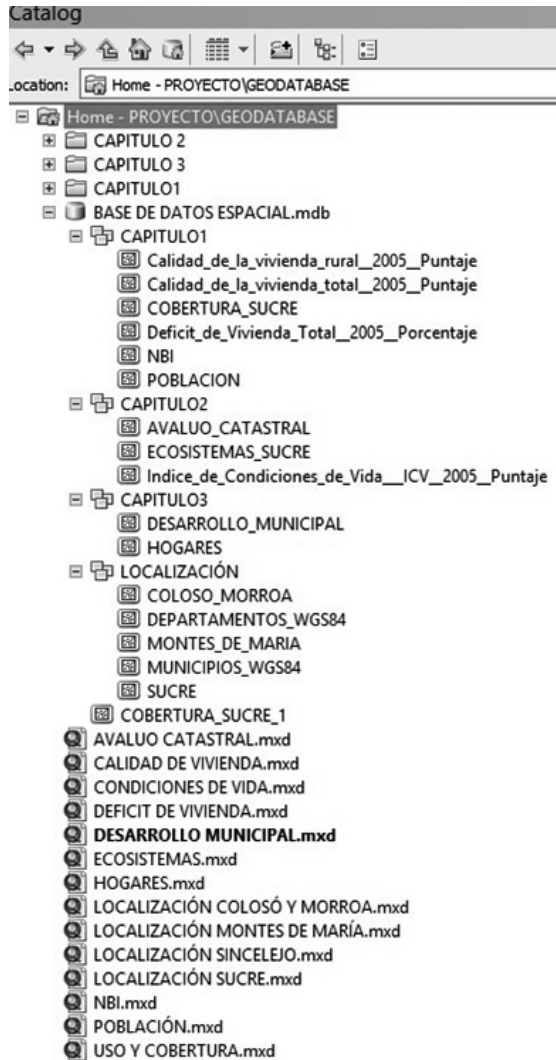 Catalog
Location: Home - PROYECTO\GEODATABASE
Home - PROYECTO\GEODATABASE
CAPITULO 2
CAPITULO 3
CAPITULO1
BASE DE DATOS ESPACIAL.mdb
CAPITULO1
Calidad_de_la_vivienda_rural__2005__Puntaje
Calidad_de_la_vivienda_total__2005__Puntaje
COBERTURA_SUCRE
Deficit_de_Vivienda_Total__2005__Porcentaje
NBI
POBLACION
CAPITULO2
AVALUO_CATASTRAL
ECOSISTEMAS_SUCRE
Indice_de_Condiciones_de_Vida___ICV__2005__Puntaje
CAPITULO3
DESARROLLO_MUNICIPAL
HOGARES
LOCALIZACIÓN
COLOSO_MORROA
DEPARTAMENTOS_WGS84
MONTES_DE_MARIA
MUNICIPIOS_WGS84
SUCRE
COBERTURA_SUCRE_1
AVALUO CATASTRAL.mxd
CALIDAD DE VIVIENDA.mxd
CONDICIONES DE VIDA.mxd
DEFICIT DE VIVIENDA.mxd
DESARROLLO MUNICIPAL.mxd
ECOSISTEMAS.mxd
HOGARES.mxd
LOCALIZACIÓN COLOSÓ Y MORROA.mxd
LOCALIZACIÓN MONTES DE MARÍA.mxd
LOCALIZACIÓN SINCELEJO.mxd
LOCALIZACIÓN SUCRE.mxd
NBI.mxd
POBLACIÓN.mxd
USO Y COBERTURA.mxd